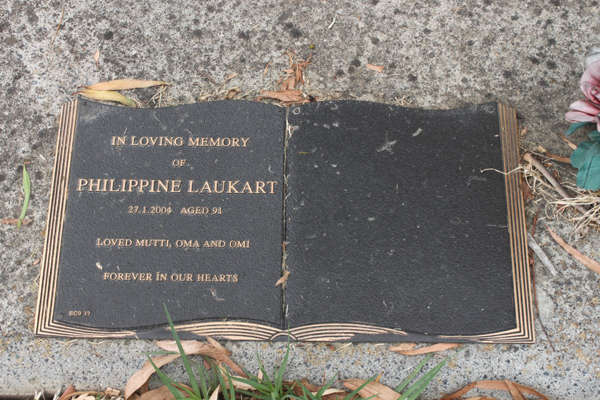 IN LOVING MEMORY
OF
PHILIPPINE LAUKART
27.1.2004 AGED 91
LOVED MUTTI, OMA AND OMI
FOREVER IN OUR HEARTS